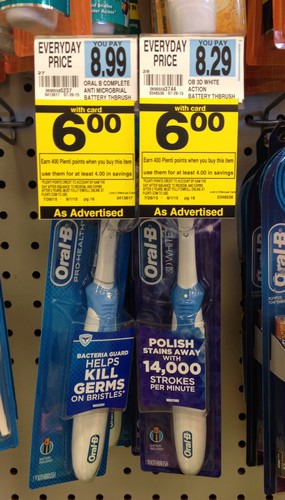 EVERYDAY PRICE
YOU PAY
8.99
27
ORAL B COMPLETE
ANTI MICROBIAL
BATTERY THBRUSH
with card
6.00
Earn 400 Plenti points when you buy this item
use them for at least 4.00 in savings
As Advertised
EVERYDAY PRICE
YOU PAY
8.29
28
OB 3D WHITE
ACTION
BATTERY THBRUSH
with card
6.00
Earn 400 Plenti points when you buy this item
use them for at least 4.00 in savings
As Advertised
Oral-B
PRO-HEALTH
BACTERIA GUARD
HELPS
KILL
GERMS
ON BRISTLES*
Oral-B
Oral-B
3D WHITE
POLISH
STAINS AWAY
WITH
14,000
STROKES
PER MINUTE
Oral-B